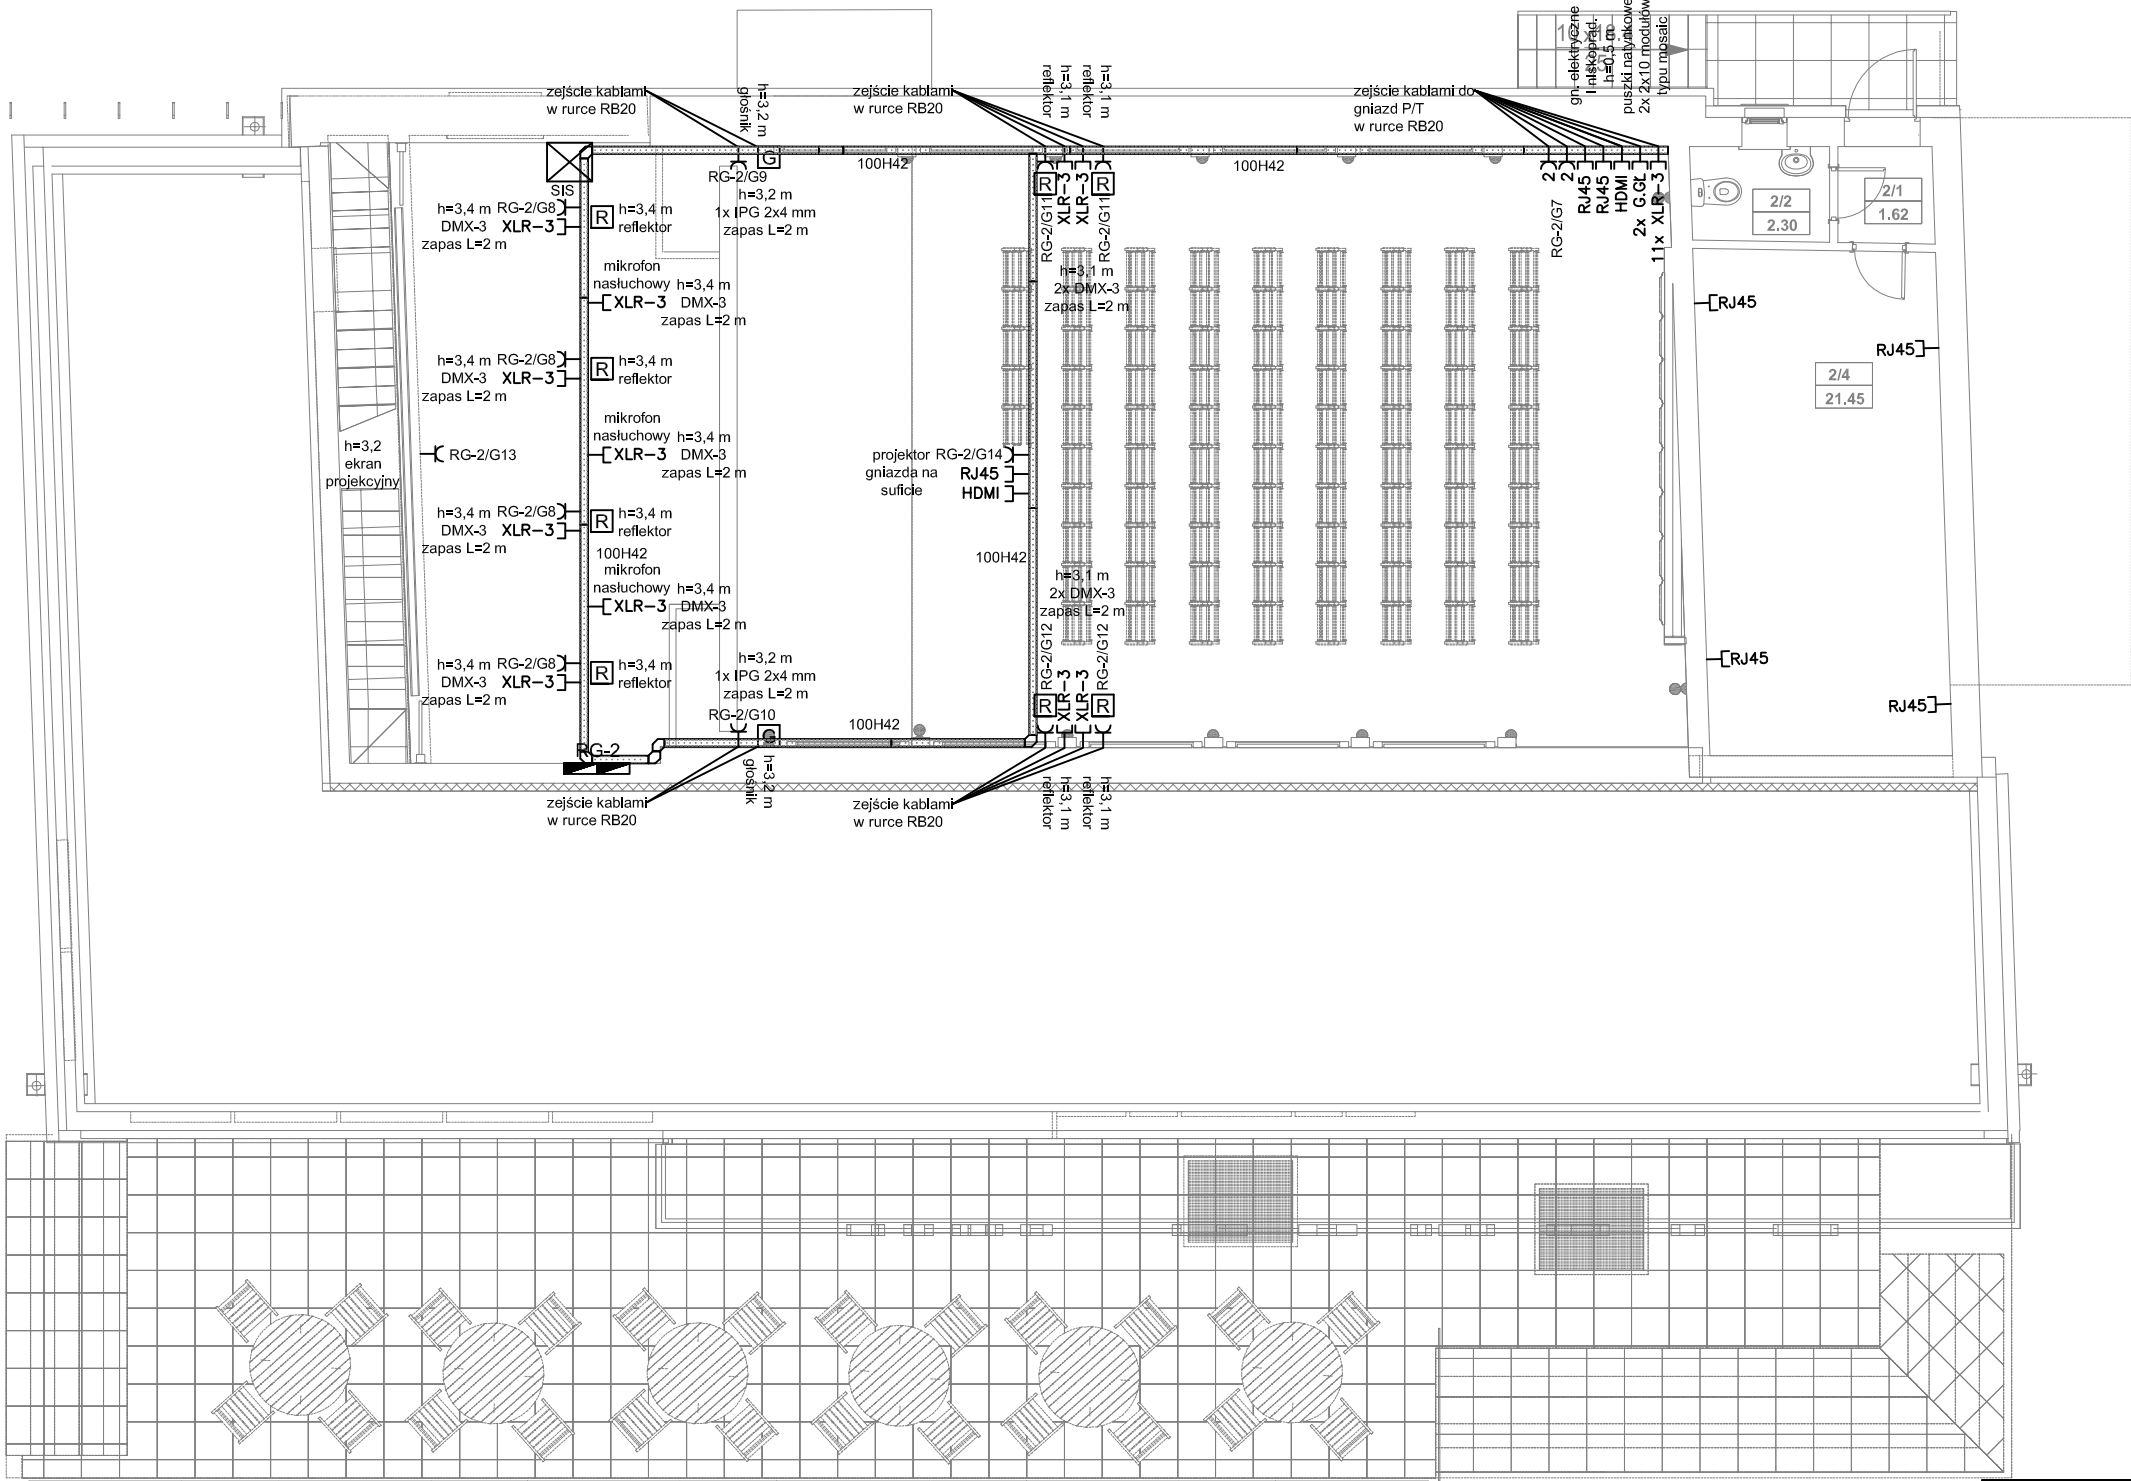 zejście kablami
w rurce RB20
głośnik
h=3,2 m
zejście kablami
w rurce RB20
reflektor
h=3,1 m
reflektor
h=3,1 m
zejście kablami do
gniazd P/T
w rurce RB20
gn. elektryczne
i niskoprąd.
h=0,5 m
puszki natynkowe
2x 2x10 modułów
typu mosaic
SIS
G
100H42
100H42
RG-2/G9
h=3,2 m
1x IPG 2x4 mm
zapas L=2 m
R
RG-2/G11
XLR-3
XLR-3
R
RG-2/G11
h=3,1 m
2x DMX-3
zapas L=2 m
2
2
RG-2/G7
RJ45
RJ45
HDMI
2x G.GŁ
11x XLR-3
2/2
2.30
2/1
1.62
h=3,4 m RG-2/G8
DMX-3 XLR-3
zapas L=2 m
R h=3,4 m
reflektor
mikrofon
nasłuchowy h=3,4 m
XLR-3 DMX-3
zapas L=2 m
h=3,4 m RG-2/G8
DMX-3 XLR-3
zapas L=2 m
R h=3,4 m
reflektor
mikrofon
nasłuchowy h=3,4 m
XLR-3 DMX-3
zapas L=2 m
h=3,2
ekran
projekcyjny
RG-2/G13
projektor RG-2/G14
gniazda na RJ45
suficie HDMI
RJ45
RJ45
2/4
21.45
RJ45
RJ45
h=3,4 m RG-2/G8
DMX-3 XLR-3
zapas L=2 m
R h=3,4 m
reflektor
100H42
mikrofon
nasłuchowy h=3,4 m
XLR-3 DMX-3
zapas L=2 m
100H42
h=3,1 m
2x DMX-3
zapas L=2 m
h=3,4 m RG-2/G8
DMX-3 XLR-3
zapas L=2 m
R h=3,4 m
reflektor
h=3,2 m
1x IPG 2x4 mm
zapas L=2 m
RG-2/G10
G
100H42
R
RG-2/G12
XLR-3
XLR-3
R
RG-2/G12
RG-2
zejście kablami
w rurce RB20
głośnik
h=3,2 m
zejście kablami
w rurce RB20
reflektor
h=3,1 m
reflektor
h=3,1 m